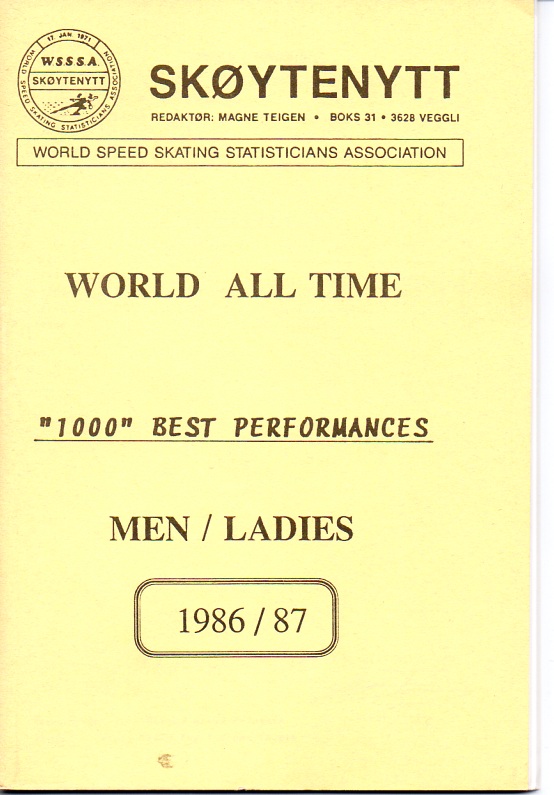 17. JAN 1971
WORLD SPEED SKATING STATISTICIANS ASSOCIATION
W.S.S.S.A.
SKØYTENYTT
SKØYTENYTT
REDAKTØR: MAGNE TEIGEN • BOKS 31 • 3628 VEGGLI
WORLD SPEED SKATING STATISTICIANS ASSOCIATION
WORLD ALL TIME
"1000" BEST PERFORMANCES
MEN / LADIES
1986 / 87